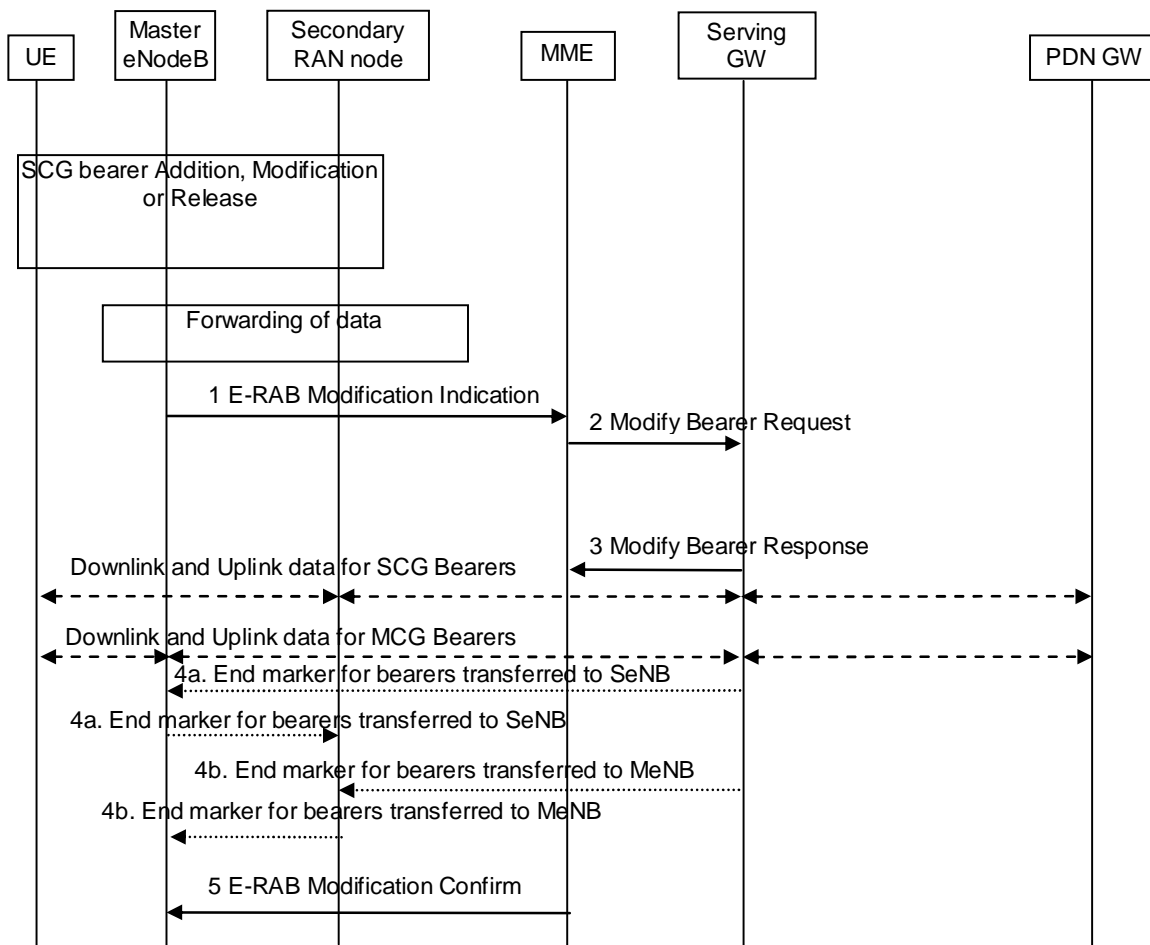 UE
Master
eNodeB
Secondary
RAN node
MME
Serving
GW
PDN GW
SCG bearer Addition, Modification
or Release
Forwarding of data
1 E-RAB Modification Indication
2 Modify Bearer Request
3 Modify Bearer Response
Downlink and Uplink data for SCG Bearers
Downlink and Uplink data for MCG Bearers
4a. End marker for bearers transferred to SeNB
4a. End marker for bearers transferred to SeNB
4b. End marker for bearers transferred to MeNB
4b. End marker for bearers transferred to MeNB
5 E-RAB Modification Confirm